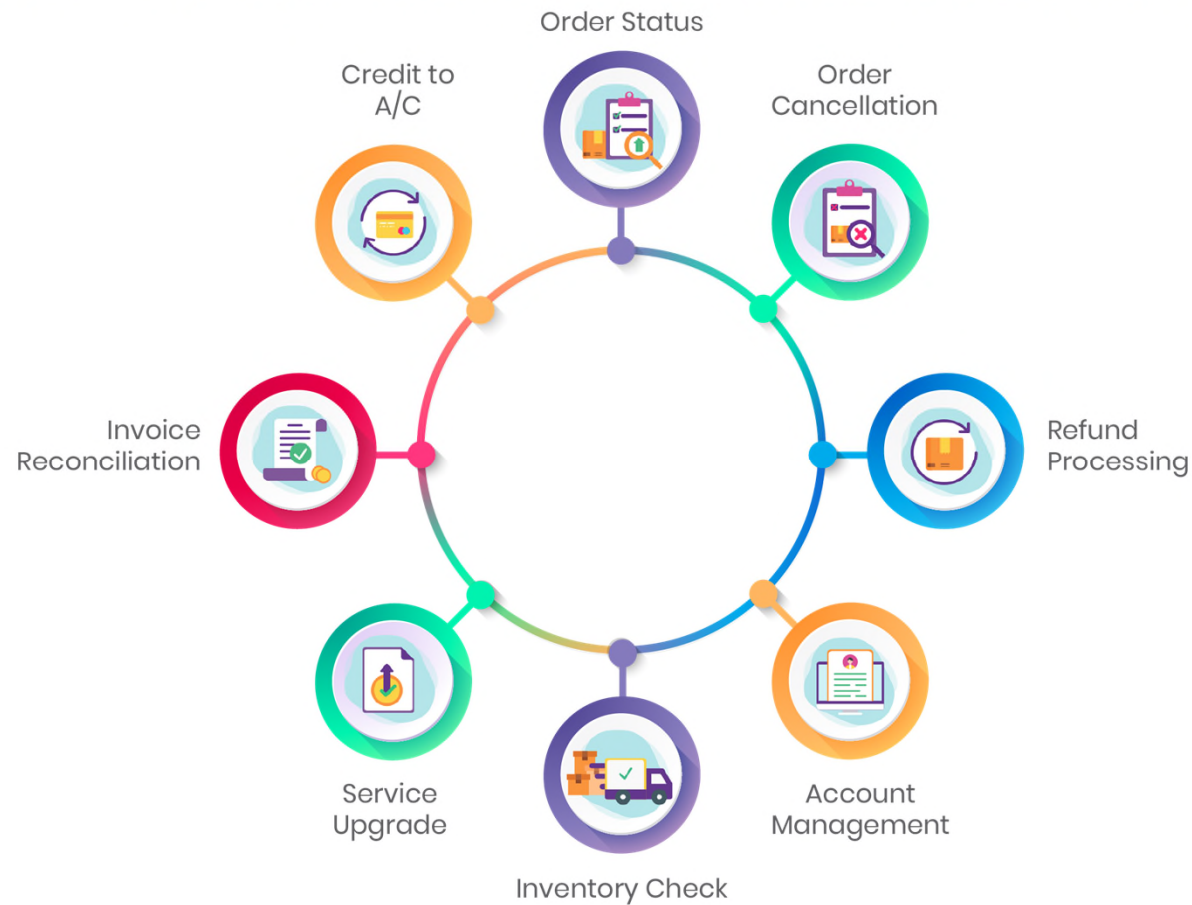 Order Status
Order
Cancellation
Refund
Processing
Account
Management
Inventory Check
Service
Upgrade
Invoice
Reconciliation
Credit to
A/C